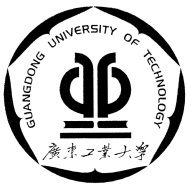 GUANGDONG UNIVERSITY OF TECHNOLOGY
廣東工業大學